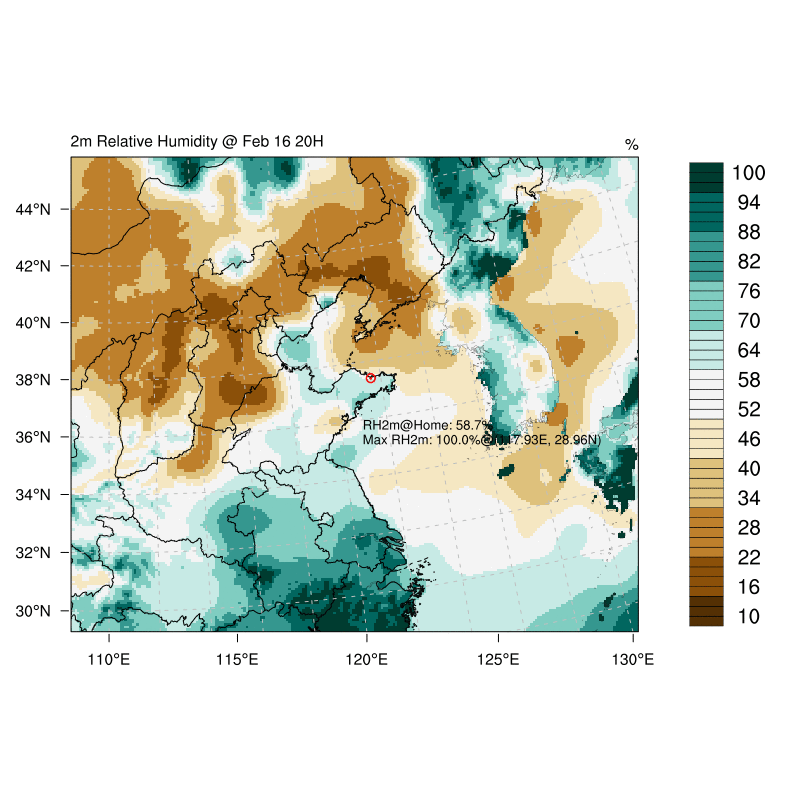 2m Relative Humidity @ Feb 16 20H
%
100
94
82
76
70
64
58
52
46
40
34
28
22
16
10
44°N
42°N
40°N
38°N
36°N
34°N
32°N
30°N
RH2m@Home: 58.7%
Max RH2m: 100.0%@(117.93E, 28.96N)
110°E
115°E
120°E
125°E
130°E